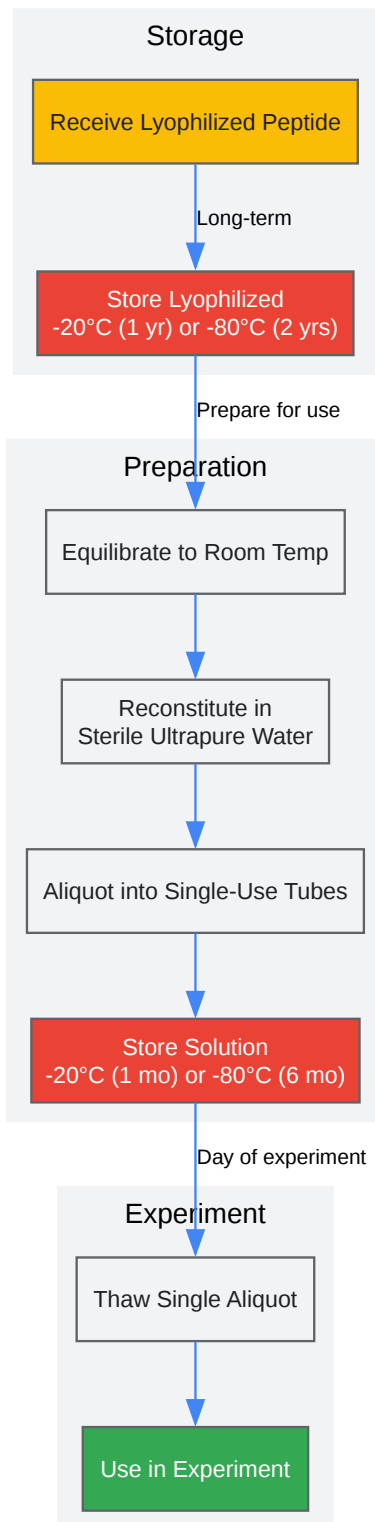 Storage
Receive Lyophilized Peptide
Long-term
Store Lyophilized
-20°C (1 yr) or -80°C (2 yrs)
Prepare for use
Preparation
Equilibrate to Room Temp
Reconstitute in
Sterile Ultrapure Water
Aliquot into Single-Use Tubes
Store Solution
-20°C (1 mo) or -80°C (6 mo)
Day of experiment
Experiment
Thaw Single Aliquot
Use in Experiment